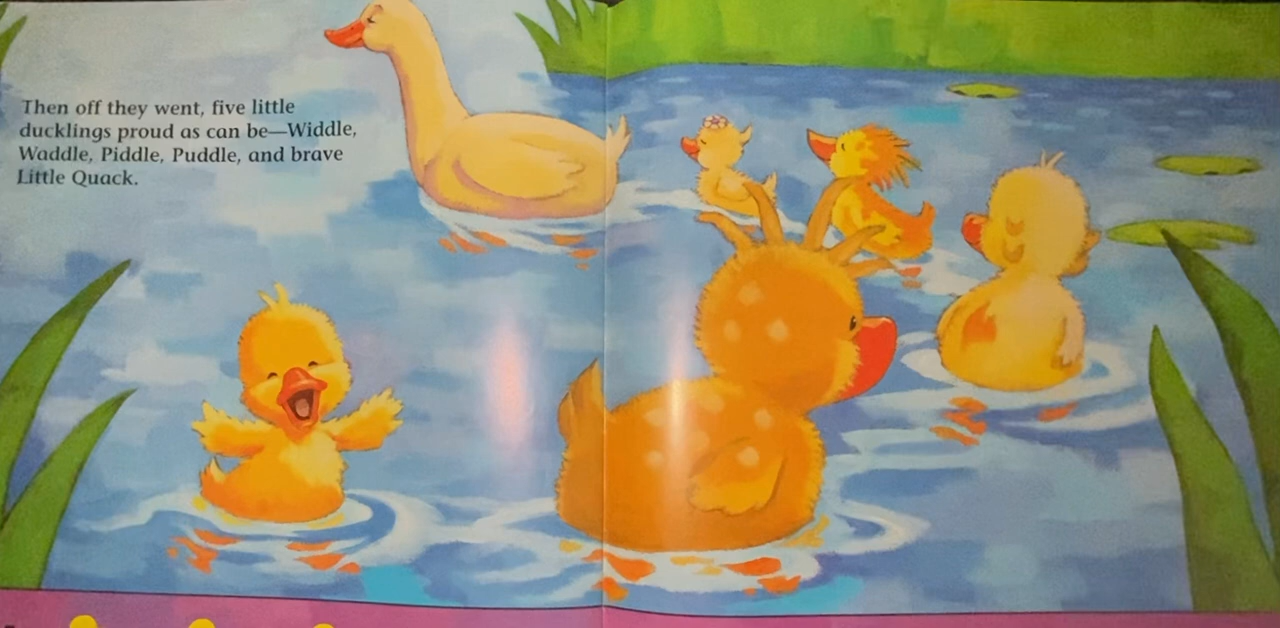 Then off they went, five little
ducklings proud as can be—Widdle,
Waddle, Piddle, Puddle, and brave
Little Quack.